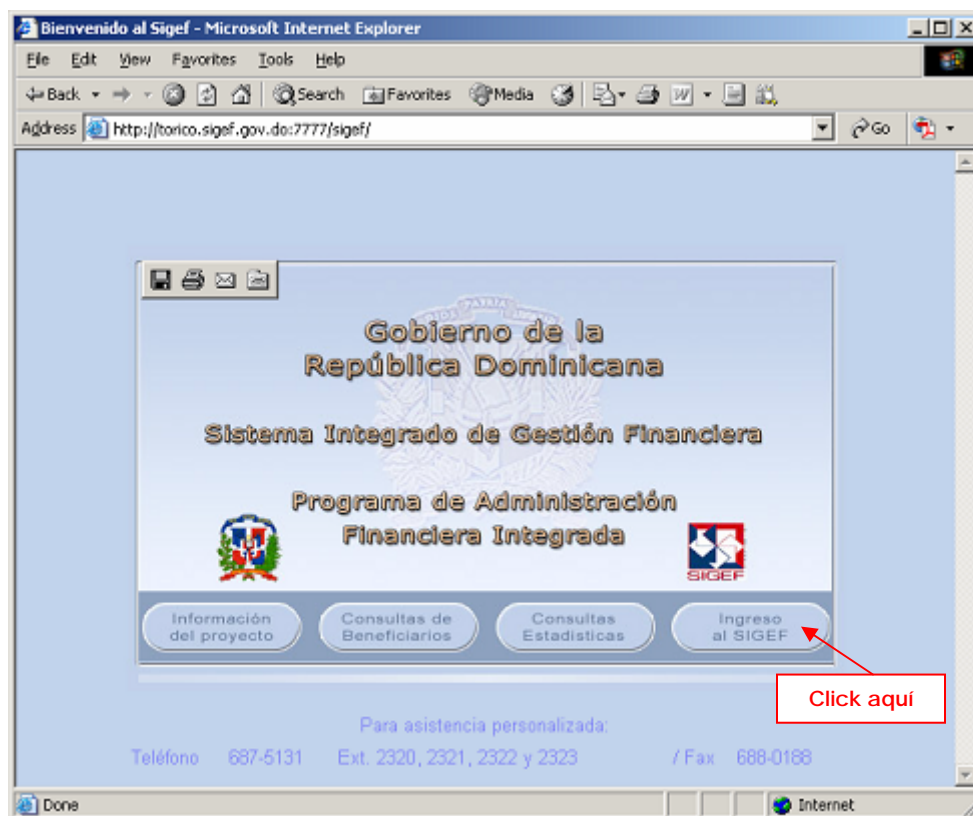 Bienvenido al Sigef - Microsoft Internet Explorer
File Edit View Favorites Tools Help
Back Search Favorites Media
Address http://torico.sigef.gov.do:7777/sigef/ Go
Gobierno de la
República Dominicana
Sistema Integrado de Gestión Financiera
Programa de Administración
Financiera Integrada
SIGEF
Información
del proyecto
Consultas de
Beneficiarios
Consultas
Estadisticas
Ingreso
al SIGEF
Click aquí
Para asistencia personalizada:
Teléfono 687-5131 Ext. 2320, 2321, 2322 y 2323 / Fax 688-0188
Done Internet